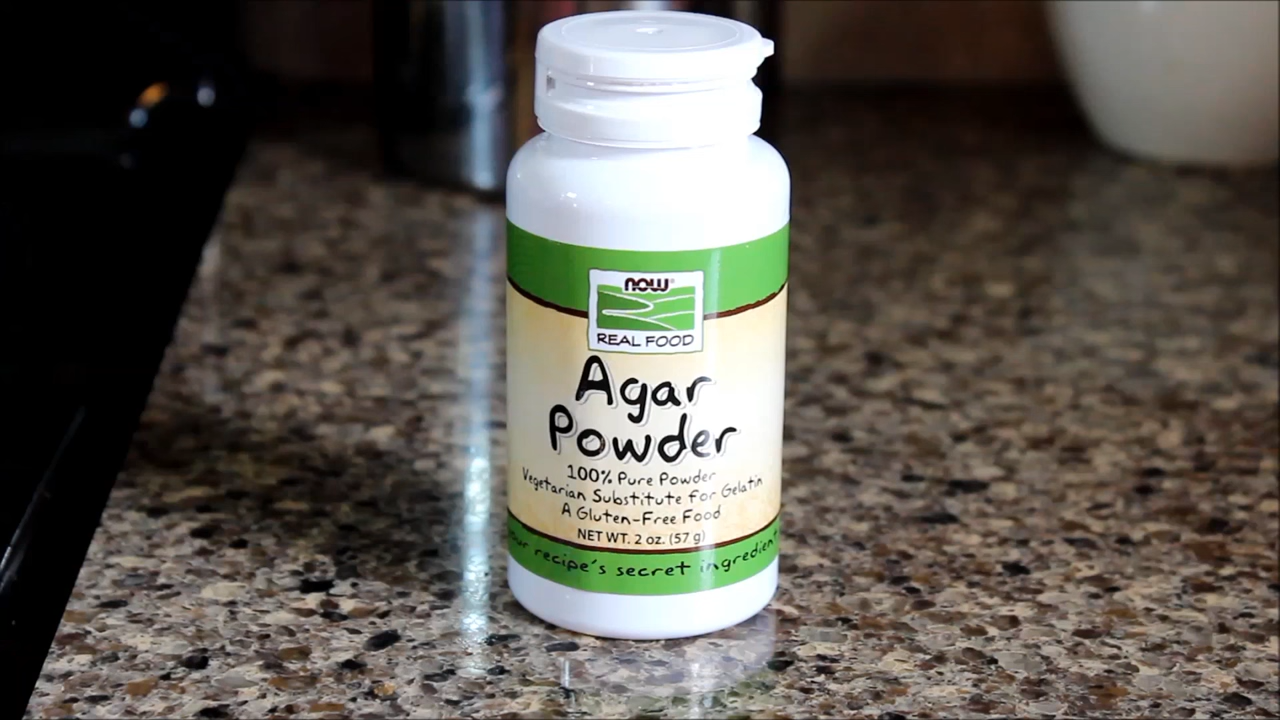 NOW®
REAL FOOD
Agar
Powder
100% Pure Powder
Vegetarian Substitute for Gelatin
A Gluten-Free Food
NET WT. 2 oz. (57 g)
recipe's secret ingredient